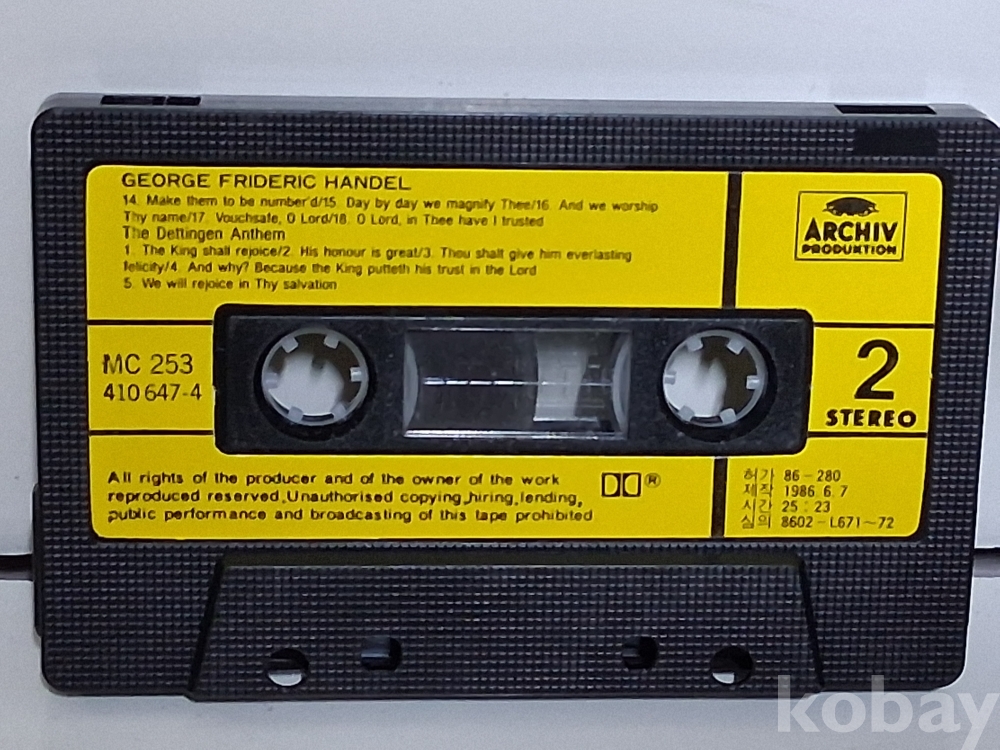 GEORGE FRIDERIC HANDEL
14. Make them to be number'd/15. Day by day we magnify Thee/16. And we worship
Thy name/17. Vouchsafe, O Lord/18. O Lord, in Thee have I trusted
The Dettingen Anthem
1. The King shall rejoice/2. His honour is great/3. Thou shalt give him everlasting
felicity/4. And why? Because the King putteth his trust in the Lord
5. We will rejoice in Thy salvation
ARCHIV
PRODUKTION
MC 253
410 647-4
2
STEREO
All rights of the producer and of the owner of the work
reproduced reserved.Unauthorised copying,hiring,lending,
public performance and broadcasting of this tape prohibited
®
허가 86-280
제작 1986. 6. 7
시간 25 : 23
심의 8602-L671~72
kobay